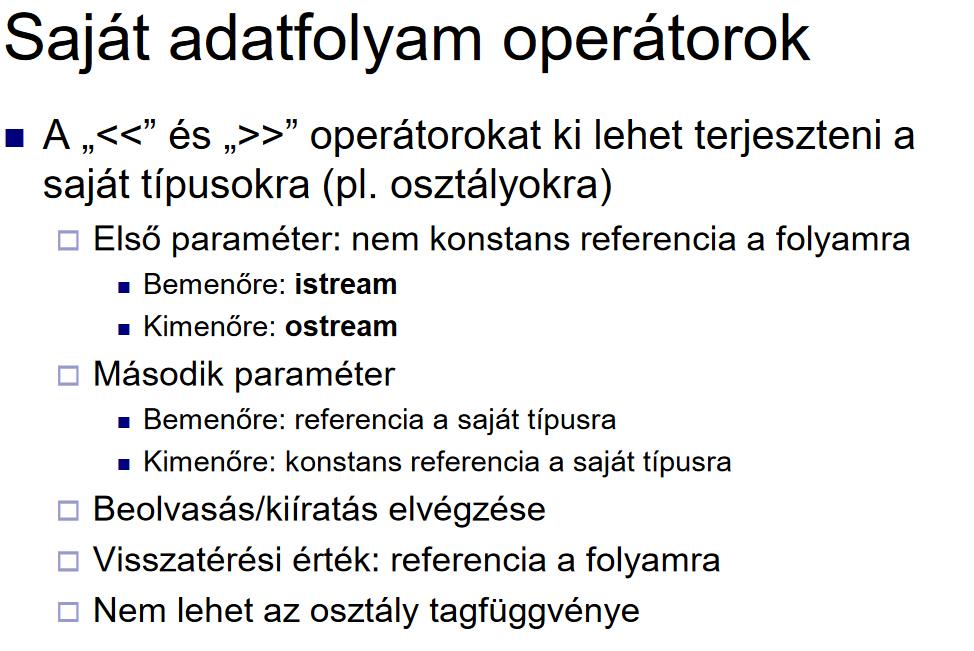 Saját adatfolyam operátorok
A „<<” és „>>” operátorokat ki lehet terjeszteni a
saját típusokra (pl. osztályokra)
Első paraméter: nem konstans referencia a folyamra
Bemenőre: istream
Kimenőre: ostream
Második paraméter
Bemenőre: referencia a saját típusra
Kimenőre: konstans referencia a saját típusra
Beolvasás/kiíratás elvégzése
Visszatérési érték: referencia a folyamra
Nem lehet az osztály tagfüggvénye